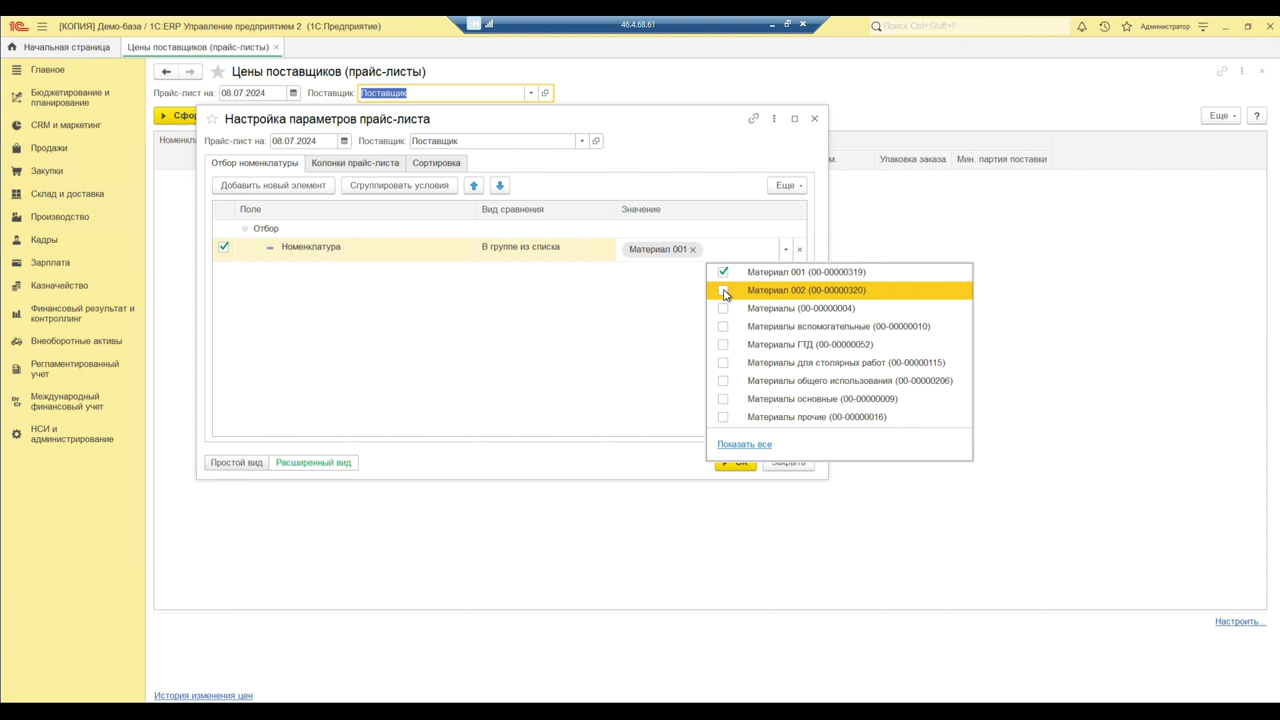 [КОПИЯ] Демо-база / 1С:ERP Управление предприятием 2 (1С:Предприятие)
46.4.68.61
Поиск Ctrl+Shift+F
Администратор
Начальная страница
Цены поставщиков (прайс-листы)
Главное
Бюджетирование и
планирование
CRM и маркетинг
Продажи
Закупки
Склад и доставка
Производство
Кадры
Зарплата
Казначейство
Финансовый результат и
контроллинг
Внеоборотные активы
Регламентированный
учет
Международный
финансовый учет
НСИ и
администрирование
Цены поставщиков (прайс-листы)
Прайс-лист на: 08.07.2024 Поставщик: Поставщик
Еще
?
Номенкл
м.
Упаковка заказа
Мин. партия поставки
Настройка параметров прайс-листа
Прайс-лист на: 08.07.2024 Поставщик: Поставщик
Отбор номенклатуры
Колонки прайс-листа
Сортировка
Добавить новый элемент
Сгруппировать условия
Еще
Поле
Вид сравнения
Значение
Отбор
Номенклатура
В группе из списка
Материал 001
Материал 001 (00-00000319)
Материал 002 (00-00000320)
Материалы (00-00000004)
Материалы вспомогательные (00-00000010)
Материалы ГТД (00-00000052)
Материалы для столярных работ (00-00000115)
Материалы общего использования (00-00000206)
Материалы основные (00-00000009)
Материалы прочие (00-00000016)
Показать все
Простой вид
Расширенный вид
ОК
Закрыть
Настроить...
История изменения цен